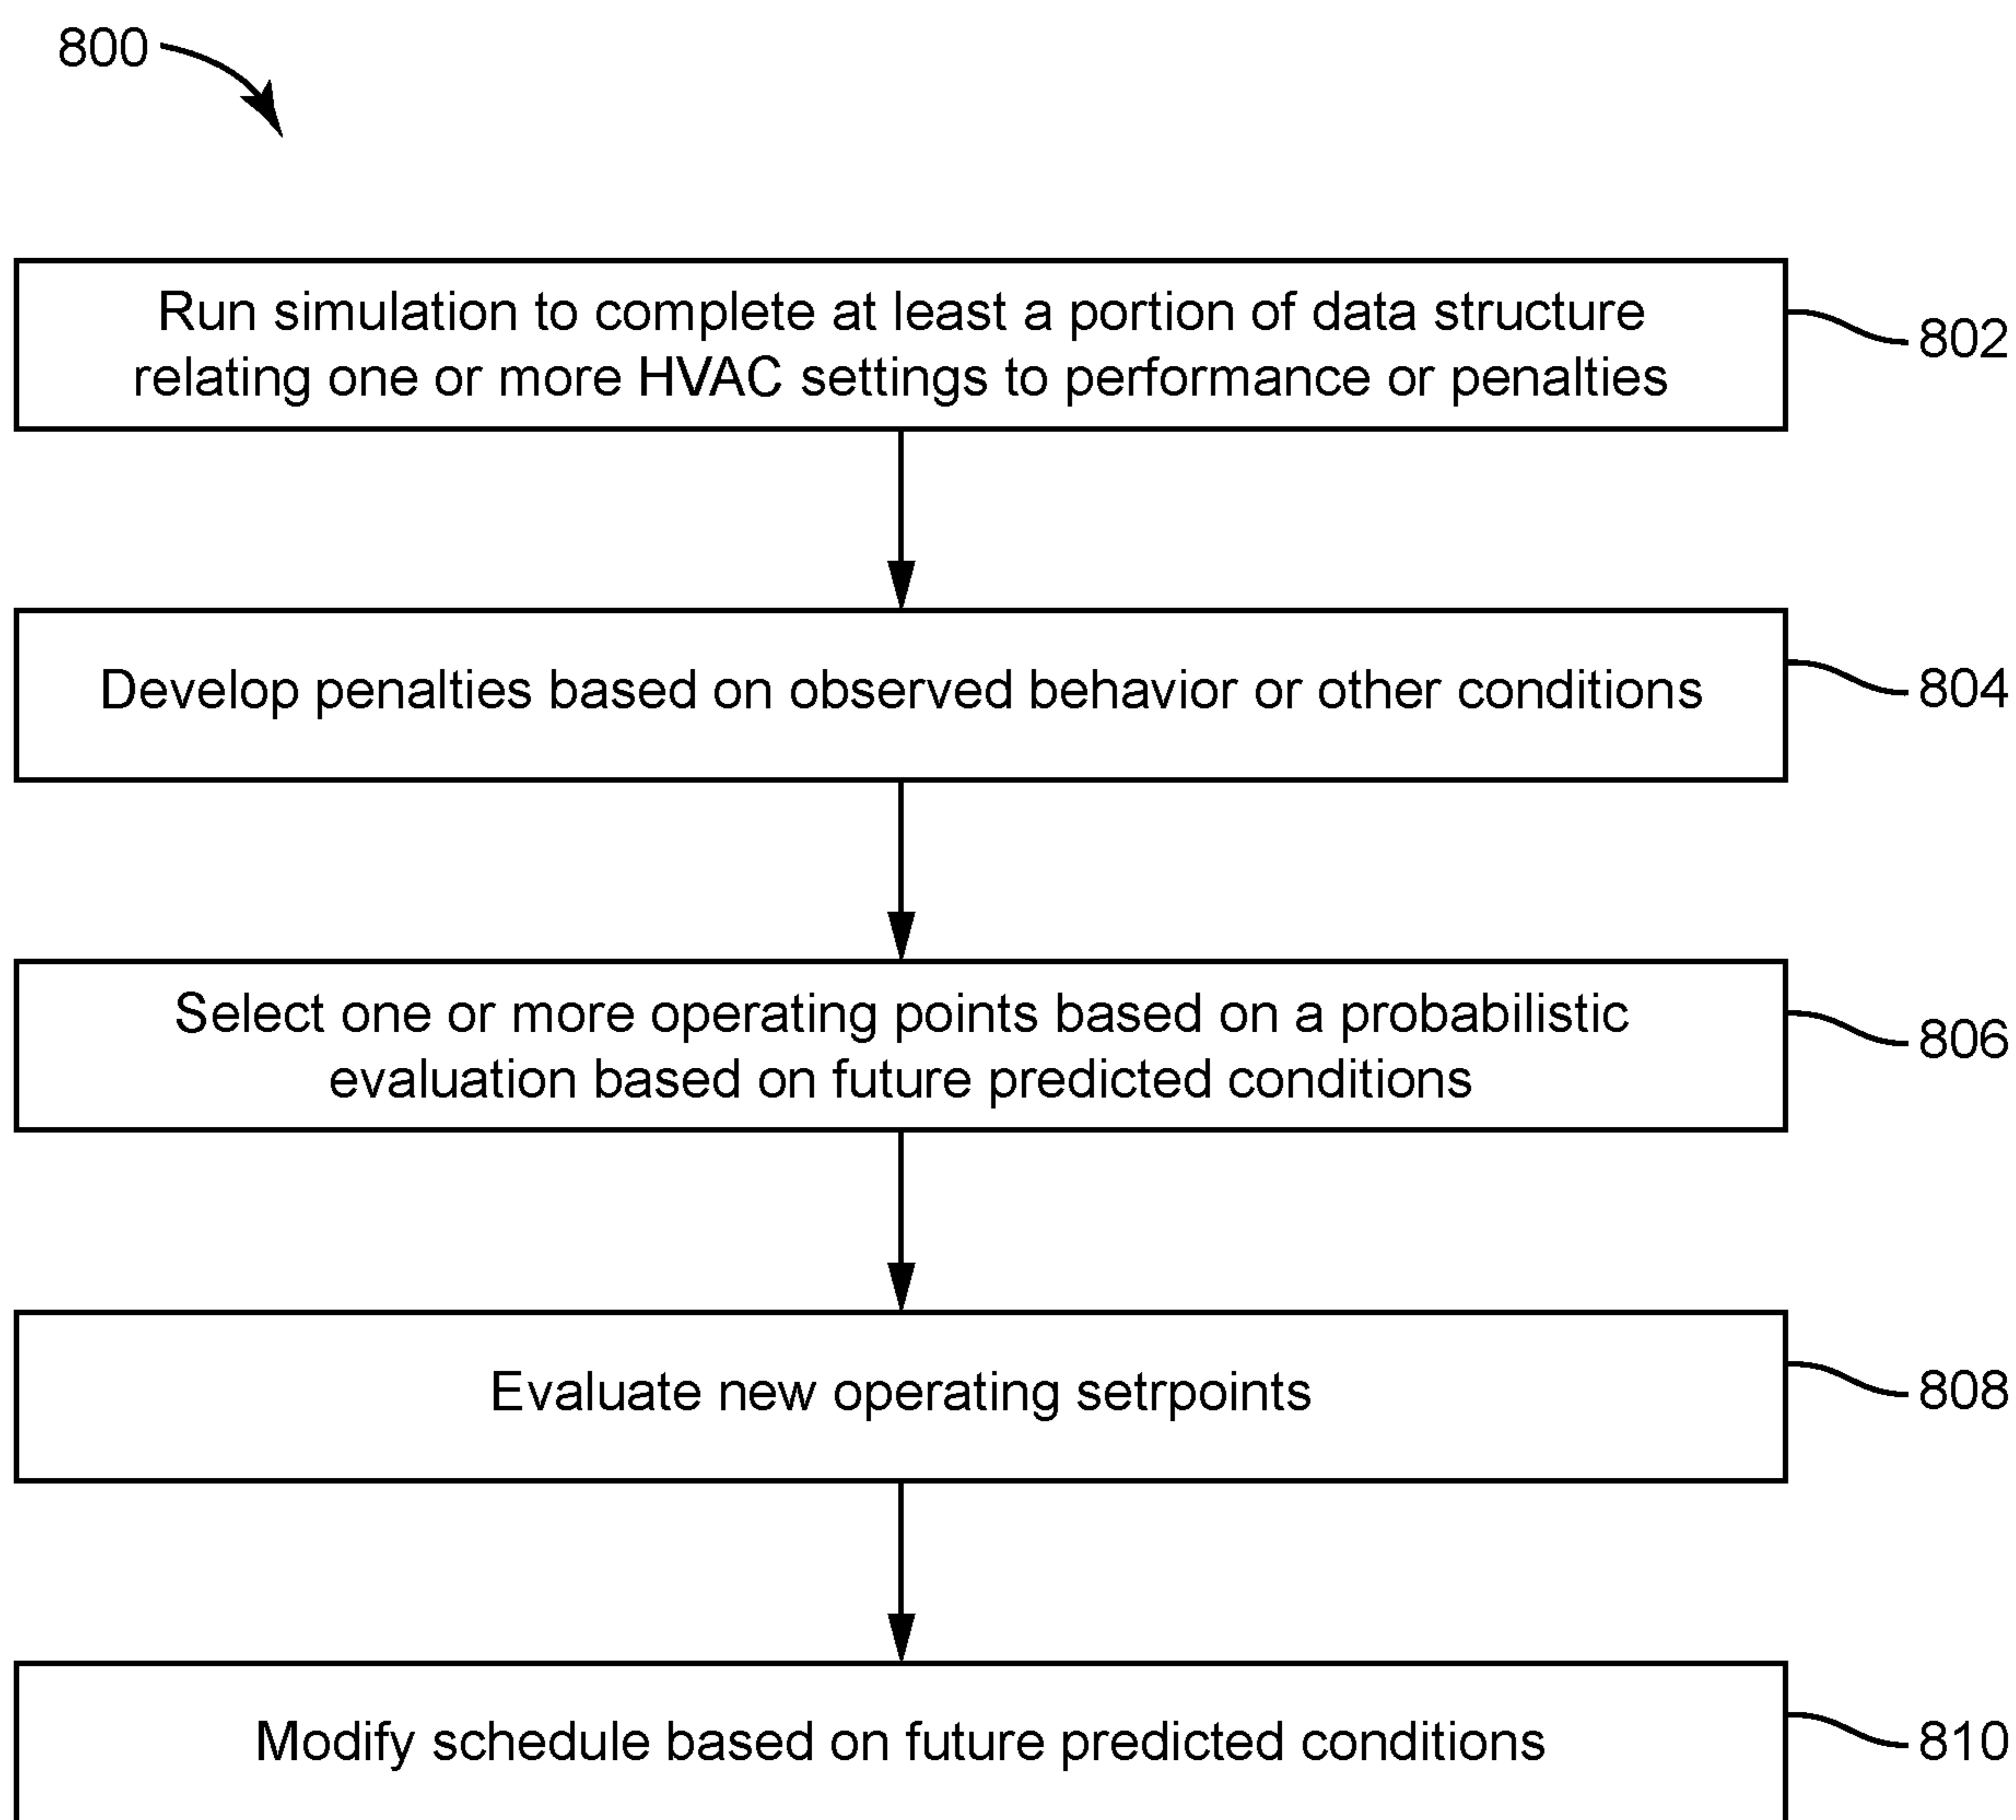 800
Run simulation to complete at least a portion of data structure
relating one or more HVAC settings to performance or penalties
802
Develop penalties based on observed behavior or other conditions
804
Select one or more operating points based on a probabilistic
evaluation based on future predicted conditions
806
Evaluate new operating setrpoints
808
Modify schedule based on future predicted conditions
810